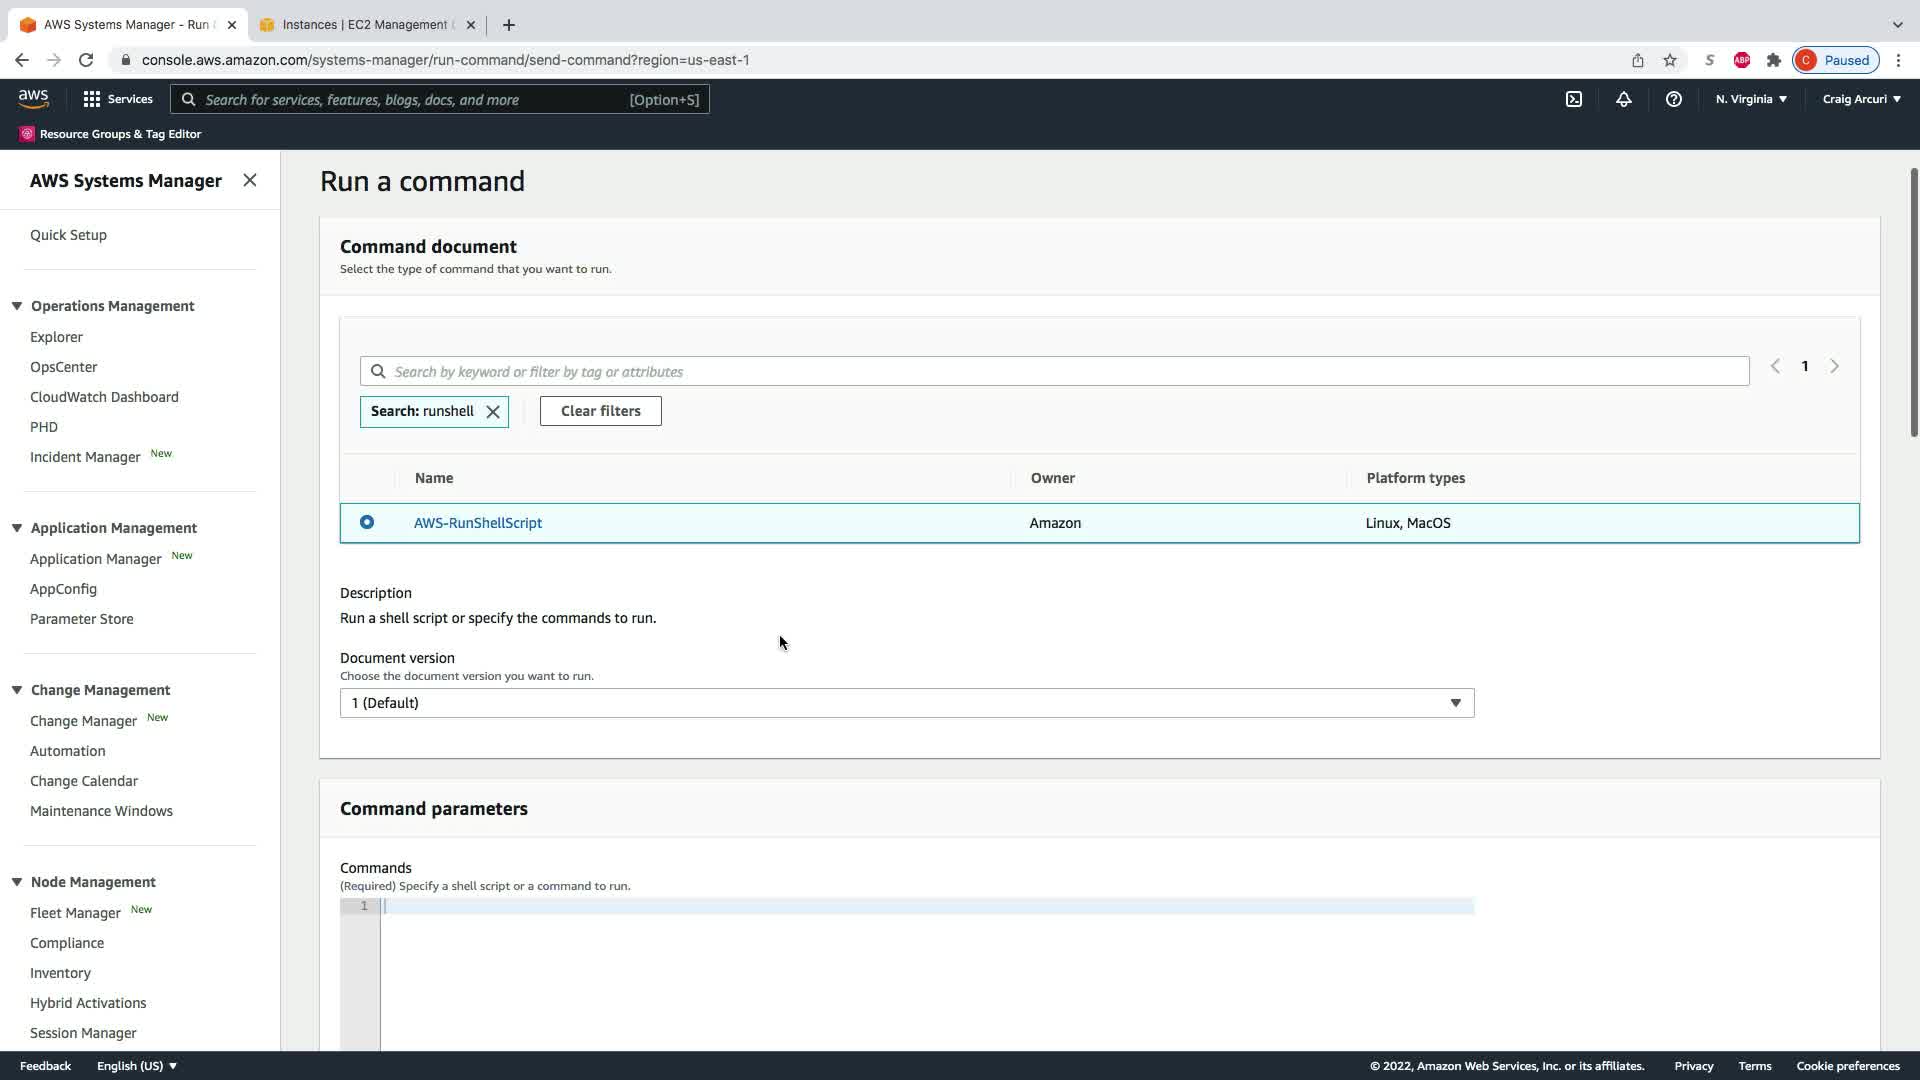 AWS Systems Manager - Run
Instances | EC2 Management
console.aws.amazon.com/systems-manager/run-command/send-command?region=us-east-1
S
ABP
C
Paused
aws
Services
Search for services, features, blogs, docs, and more
[Option+S]
N. Virginia
Craig Arcuri
Resource Groups & Tag Editor
AWS Systems Manager
Quick Setup
Operations Management
Explorer
OpsCenter
CloudWatch Dashboard
PHD
Incident Manager New
Application Management
Application Manager New
AppConfig
Parameter Store
Change Management
Change Manager New
Automation
Change Calendar
Maintenance Windows
Node Management
Fleet Manager New
Compliance
Inventory
Hybrid Activations
Session Manager
Run a command
Command document
Select the type of command that you want to run.
Search by keyword or filter by tag or attributes
1
Search: runshell
Clear filters
Name Owner Platform types
AWS-RunShellScript Amazon Linux, MacOS
Description
Run a shell script or specify the commands to run.
Document version
Choose the document version you want to run.
1 (Default)
Command parameters
Commands
(Required) Specify a shell script or a command to run.
1
Feedback
English (US)
© 2022, Amazon Web Services, Inc. or its affiliates.
Privacy
Terms
Cookie preferences